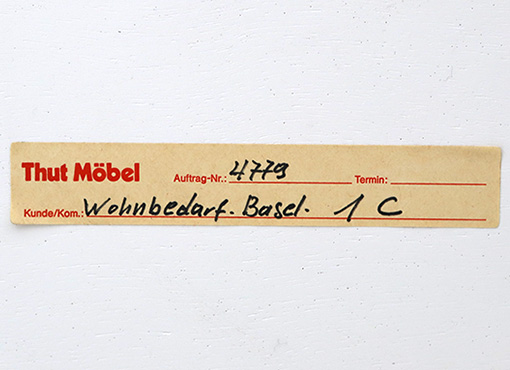 Thut Möbel
Auftrag-Nr.: 4779 Termin:
Kunde/Kom.: Wohnbedarf. Basel. 1 C